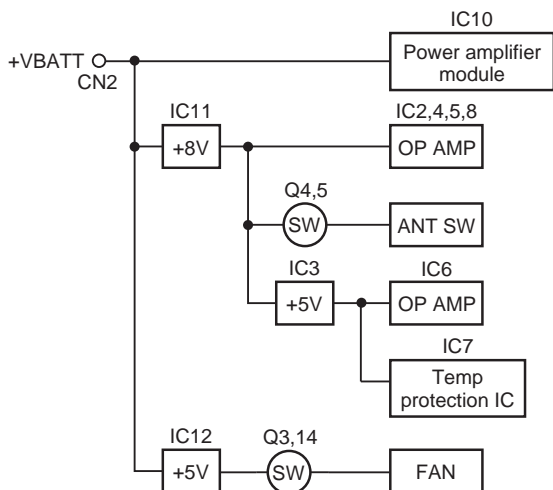 IC10
Power amplifier
module
+VBATT
CN2
IC11
+8V
IC2,4,5,8
OP AMP
Q4,5
SW
ANT SW
IC3
+5V
IC6
OP AMP
IC7
Temp
protection IC
IC12
+5V
Q3,14
SW
FAN